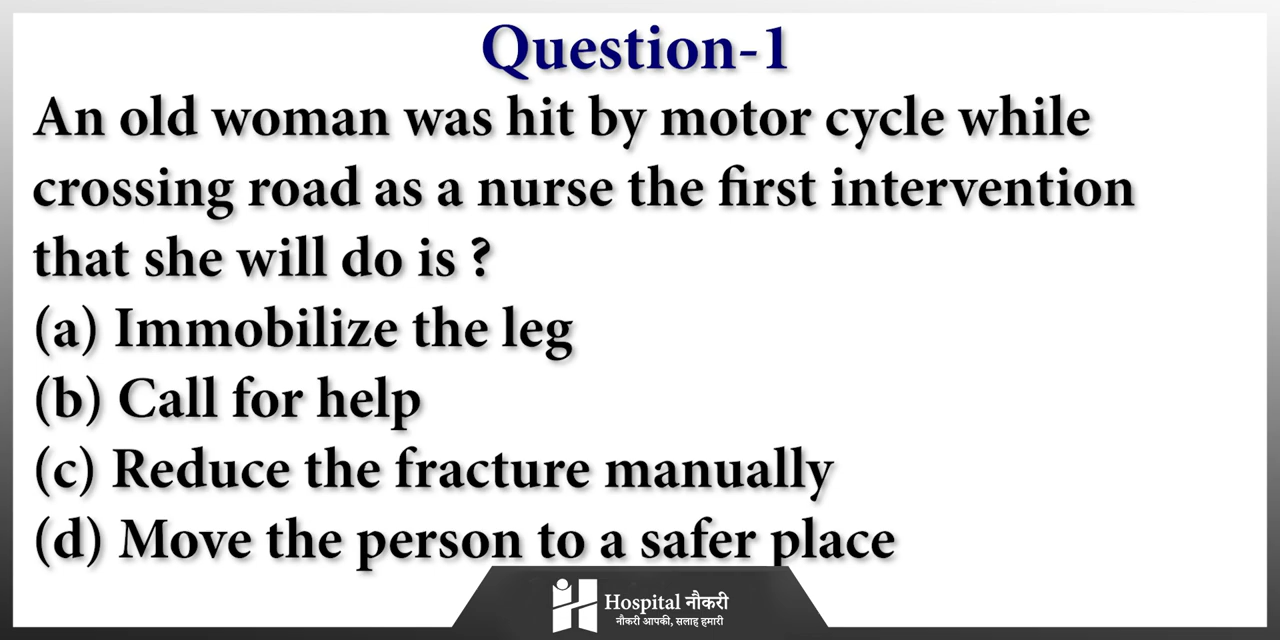 Question-1
An old woman was hit by motor cycle while
crossing road as a nurse the first intervention
that she will do is ?
(a) Immobilize the leg
(b) Call for help
(c) Reduce the fracture manually
(d) Move the person to a safer place
Hospital नौकरी
नौकरी आपकी, सलाह हमारी